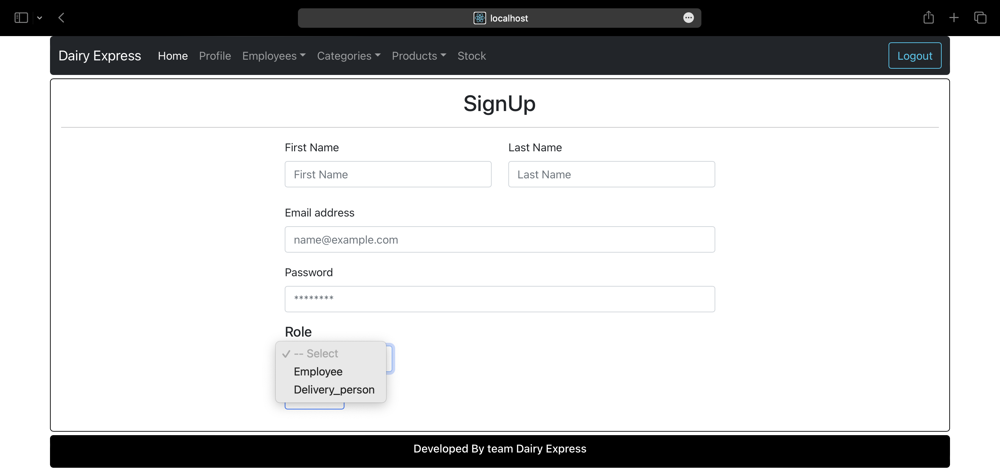 localhost
Dairy Express Home Profile Employees Categories Products Stock Logout
SignUp
First Name Last Name
First Name Last Name
Email address
name@example.com
Password
********
Role
-- Select
Employee
Delivery_person
Developed By team Dairy Express